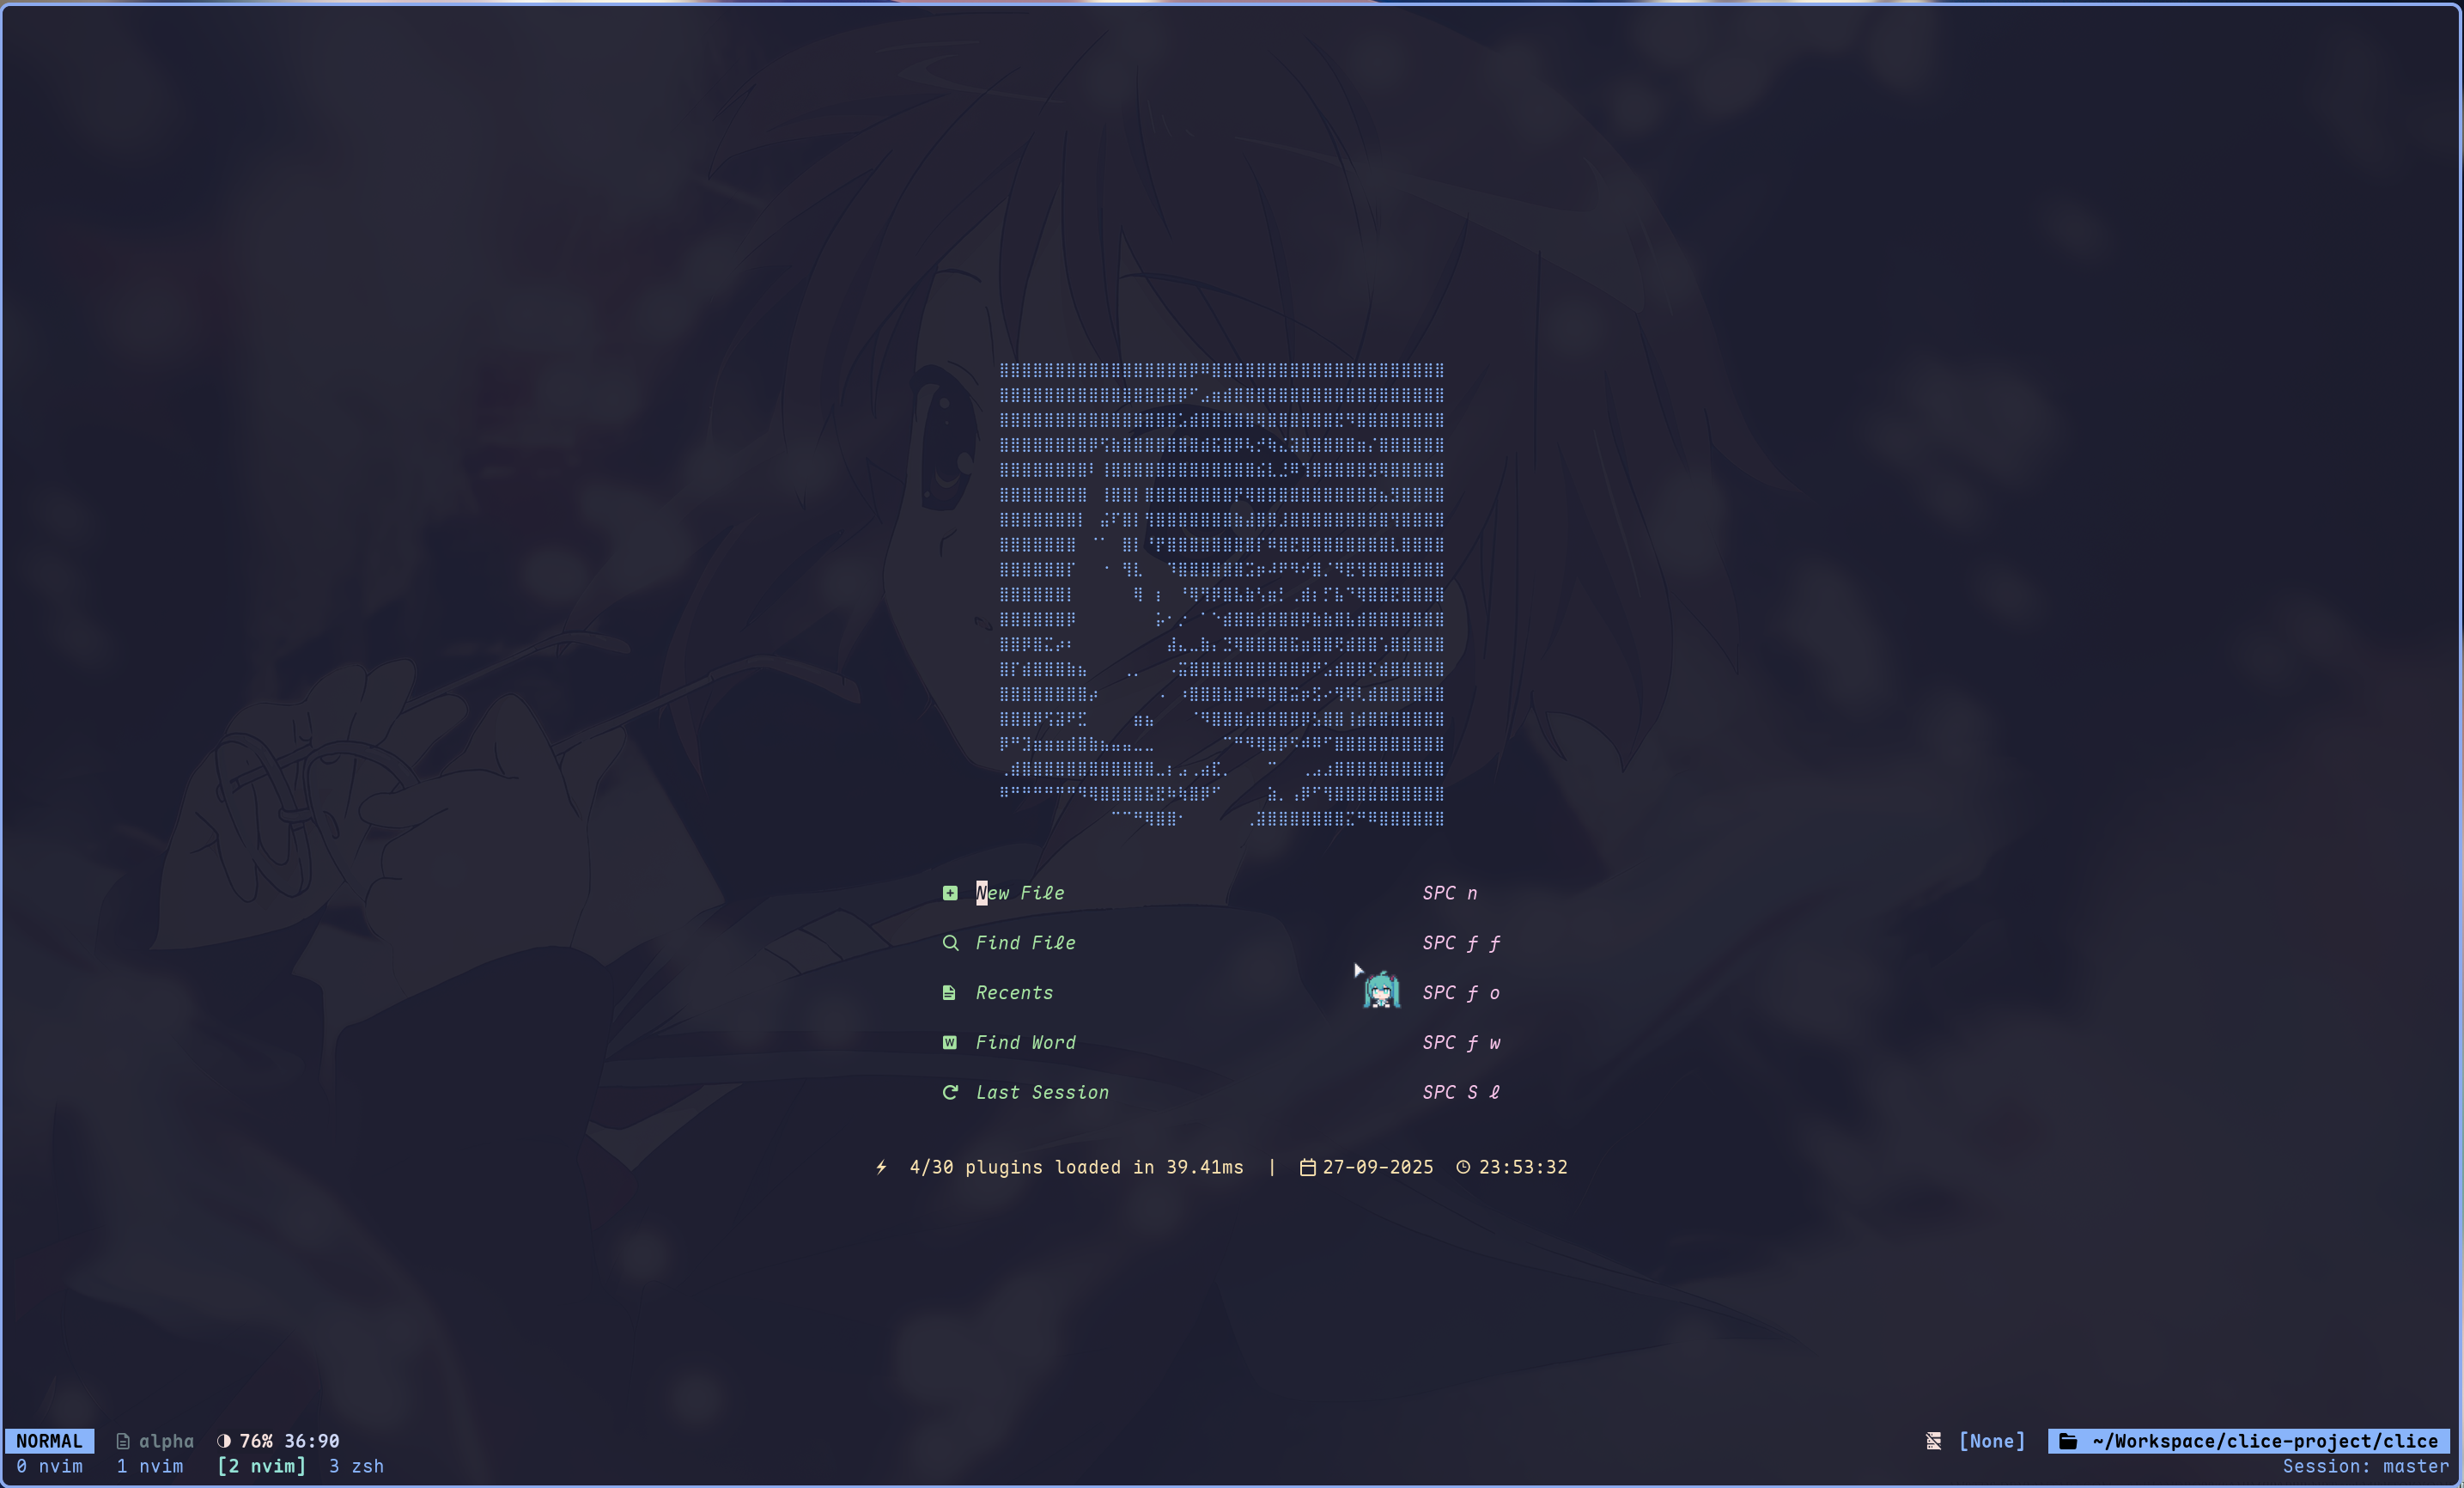 New File SPC n
Find File SPC f f
Recents SPC f o
Find Word SPC f w
Last Session SPC S l
4/30 plugins loaded in 39.41ms | 27-09-2025 23:53:32
NORMAL alpha 76% 36:90 [None] ~/Workspace/clice-project/clice
0 nvim 1 nvim [2 nvim] 3 zsh Session: master